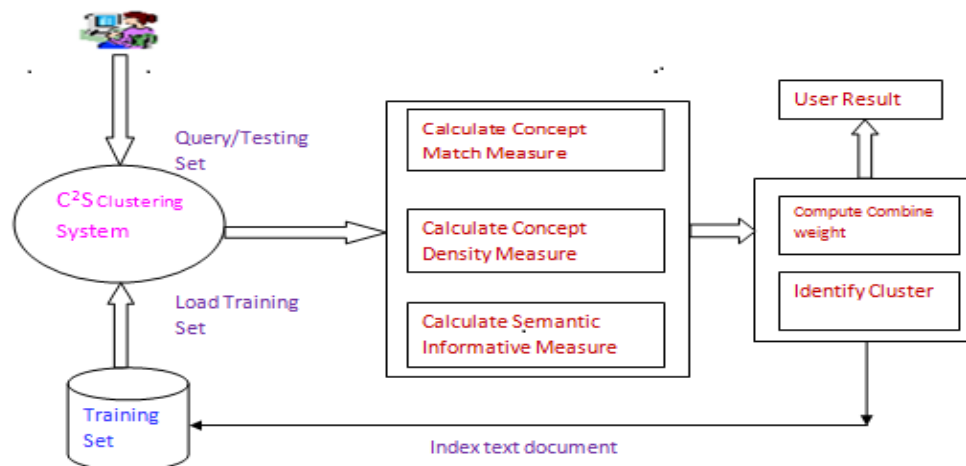 Query/Testing
Set
C²S Clustering
System
Load Training
Set
Training
Set
Calculate Concept
Match Measure
Calculate Concept
Density Measure
Calculate Semantic
Informative Measure
User Result
Compute Combine
weight
Identify Cluster
Index text document